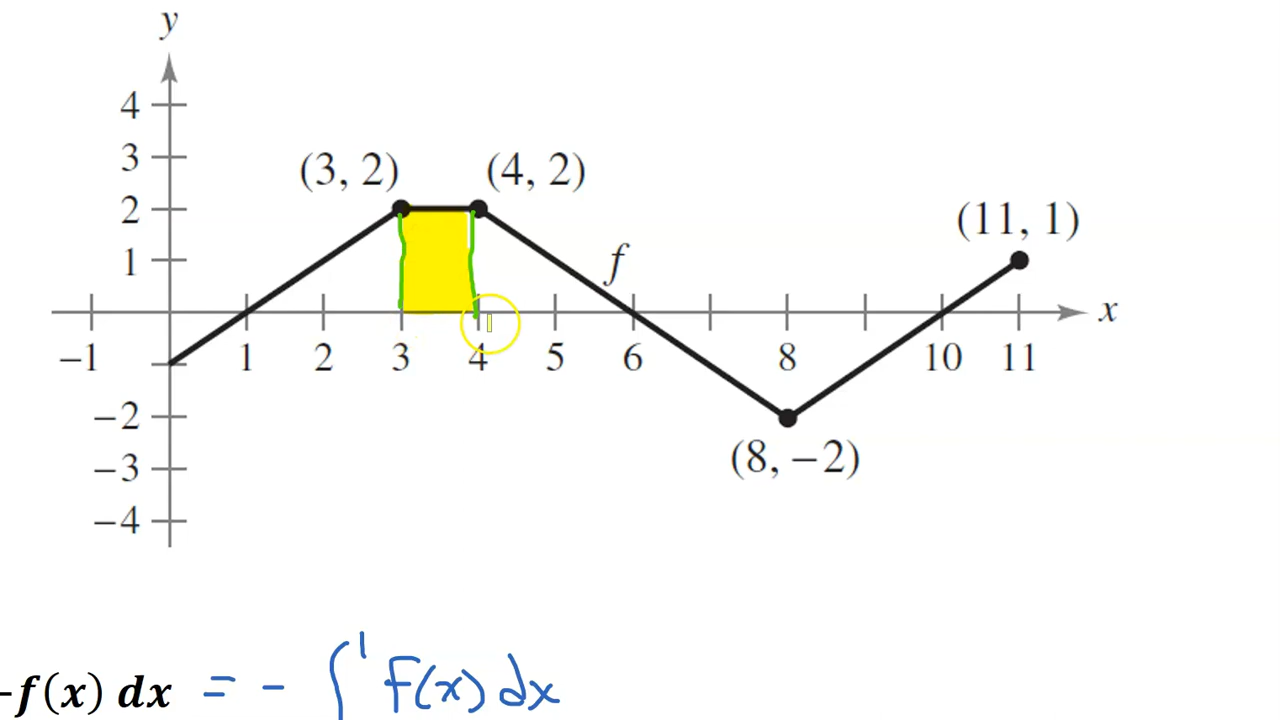 y
4
3
(3, 2) (4, 2)
2
(11, 1)
1
f
x
−1 1 2 3 4 5 6 8 10 11
−2
(8, −2)
−3
−4
−f(x) dx = − ∫ 1 f(x) dx